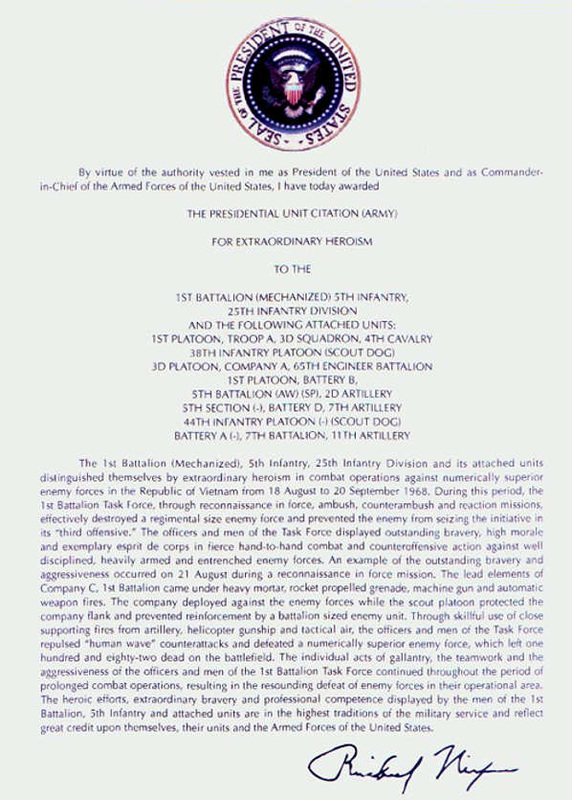 SEAL OF THE PRESIDENT OF THE UNITED STATES
By virtue of the authority vested in me as President of the United States and as Commander-
in-Chief of the Armed Forces of the United States, I have today awarded
THE PRESIDENTIAL UNIT CITATION (ARMY)
FOR EXTRAORDINARY HEROISM
TO THE
1ST BATTALION (MECHANIZED) 5TH INFANTRY,
25TH INFANTRY DIVISION
AND THE FOLLOWING ATTACHED UNITS:
1ST PLATOON, TROOP A, 3D SQUADRON, 4TH CAVALRY
38TH INFANTRY PLATOON (SCOUT DOG)
3D PLATOON, COMPANY A, 65TH ENGINEER BATTALION
1ST PLATOON, BATTERY B,
5TH BATTALION (AW) (SP), 2D ARTILLERY
5TH SECTION (-), BATTERY D, 7TH ARTILLERY
44TH INFANTRY PLATOON (-) (SCOUT DOG)
BATTERY A (-), 7TH BATTALION, 11TH ARTILLERY
The 1st Battalion (Mechanized), 5th Infantry, 25th Infantry Division and its attached units
distinguished themselves by extraordinary heroism in combat operations against numerically superior
enemy forces in the Republic of Vietnam from 18 August to 20 September 1968. During this period, the
1st Battalion Task Force, through reconnaissance in force, ambush, counterambush and reaction missions,
effectively destroyed a regimental size enemy force and prevented the enemy from seizing the initiative in
its "third offensive." The officers and men of the Task Force displayed outstanding bravery, high morale
and exemplary esprit de corps in fierce hand-to-hand combat and counteroffensive action against well
disciplined, heavily armed and entrenched enemy forces. An example of the outstanding bravery and
aggressiveness occurred on 21 August during a reconnaissance in force mission. The lead elements of
Company C, 1st Battalion came under heavy mortar, rocket propelled grenade, machine gun and automatic
weapon fires. The company deployed against the enemy forces while the scout platoon protected the
company flank and prevented reinforcement by a battalion sized enemy unit. Through skillful use of close
supporting fires from artillery, helicopter gunship and tactical air, the officers and men of the Task Force
repulsed "human wave" counterattacks and defeated a numerically superior enemy force, which left one
hundred and eighty-two dead on the battlefield. The individual acts of gallantry, the teamwork and the
aggressiveness of the officers and men of the 1st Battalion Task Force continued throughout the period of
prolonged combat operations, resulting in the resounding defeat of enemy forces in their operational area.
The heroic efforts, extraordinary bravery and professional competence displayed by the men of the 1st
Battalion, 5th Infantry and attached units are in the highest traditions of the military service and reflect
great credit upon themselves, their units and the Armed Forces of the United States.
Richard Nixon